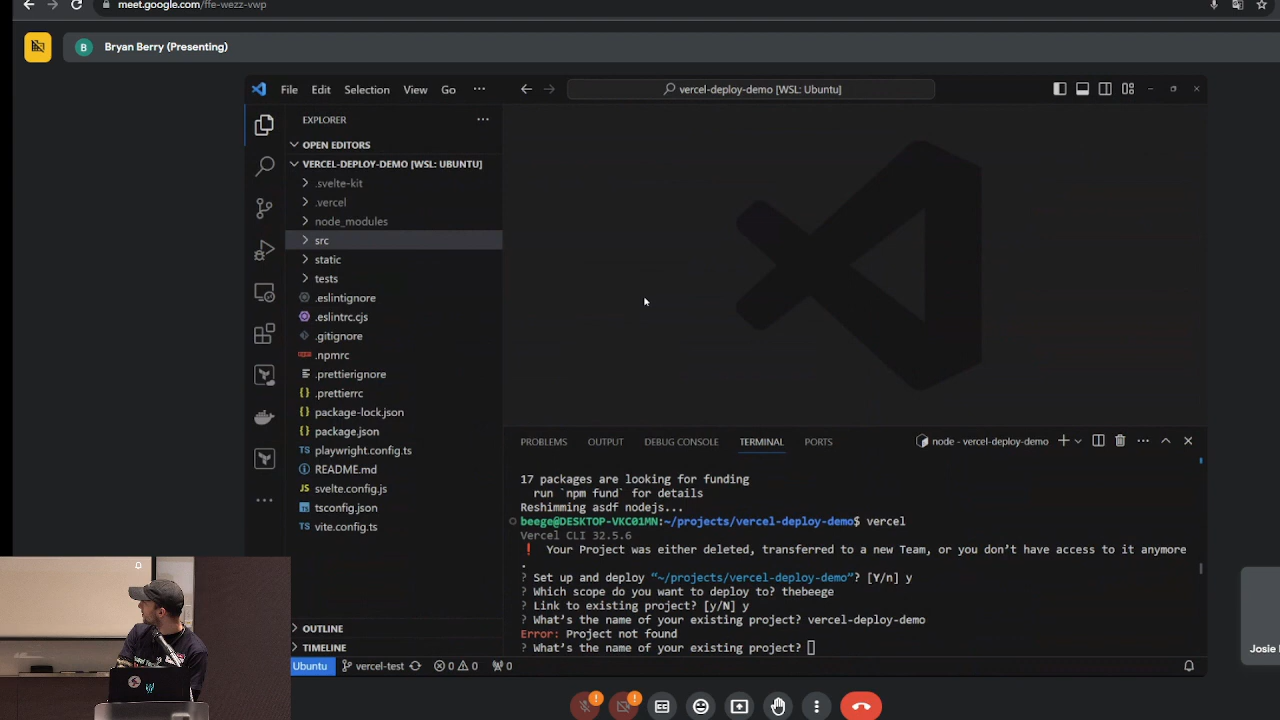 meet.google.com/ffe-wezz-vwp
B Bryan Berry (Presenting)
File Edit Selection View Go ··· vercel-deploy-demo [WSL: Ubuntu]
EXPLORER ···
OPEN EDITORS
VERCEL-DEPLOY-DEMO [WSL: UBUNTU]
.svelte-kit
.vercel
node_modules
src
static
tests
.eslintignore
.eslintrc.cjs
.gitignore
.npmrc
.prettierignore
{} .prettierrc
{} package-lock.json
{} package.json
TS playwright.config.ts
README.md
TS svelte.config.js
tsconfig.json
TS vite.config.ts
OUTLINE
TIMELINE
PROBLEMS OUTPUT DEBUG CONSOLE TERMINAL PORTS node - vercel-deploy-demo
17 packages are looking for funding
run `npm fund` for details
Reshimming asdf nodejs...
beege@DESKTOP-VKC01MN:~/projects/vercel-deploy-demo$ vercel
Vercel CLI 32.5.6
! Your Project was either deleted, transferred to a new Team, or you don’t have access to it anymore
.
? Set up and deploy “~/projects/vercel-deploy-demo”? [Y/n] y
? Which scope do you want to deploy to? thebeege
? Link to existing project? [y/N] y
? What’s the name of your existing project? vercel-deploy-demo
Error: Project not found
? What’s the name of your existing project?
Ubuntu vercel-test 0 0 0
Josie